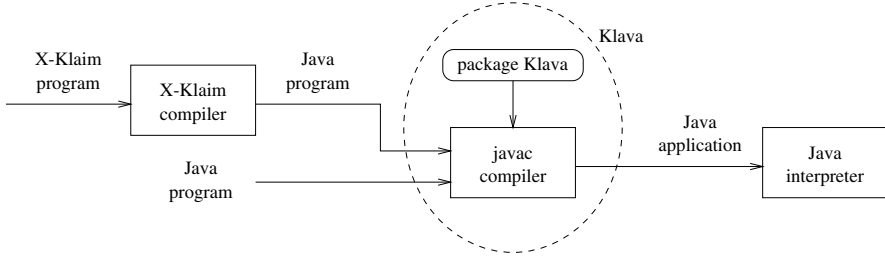 X-Klaim
program
X-Klaim
compiler
Java
program
Java
program
Klava
package Klava
javac
compiler
Java
application
Java
interpreter